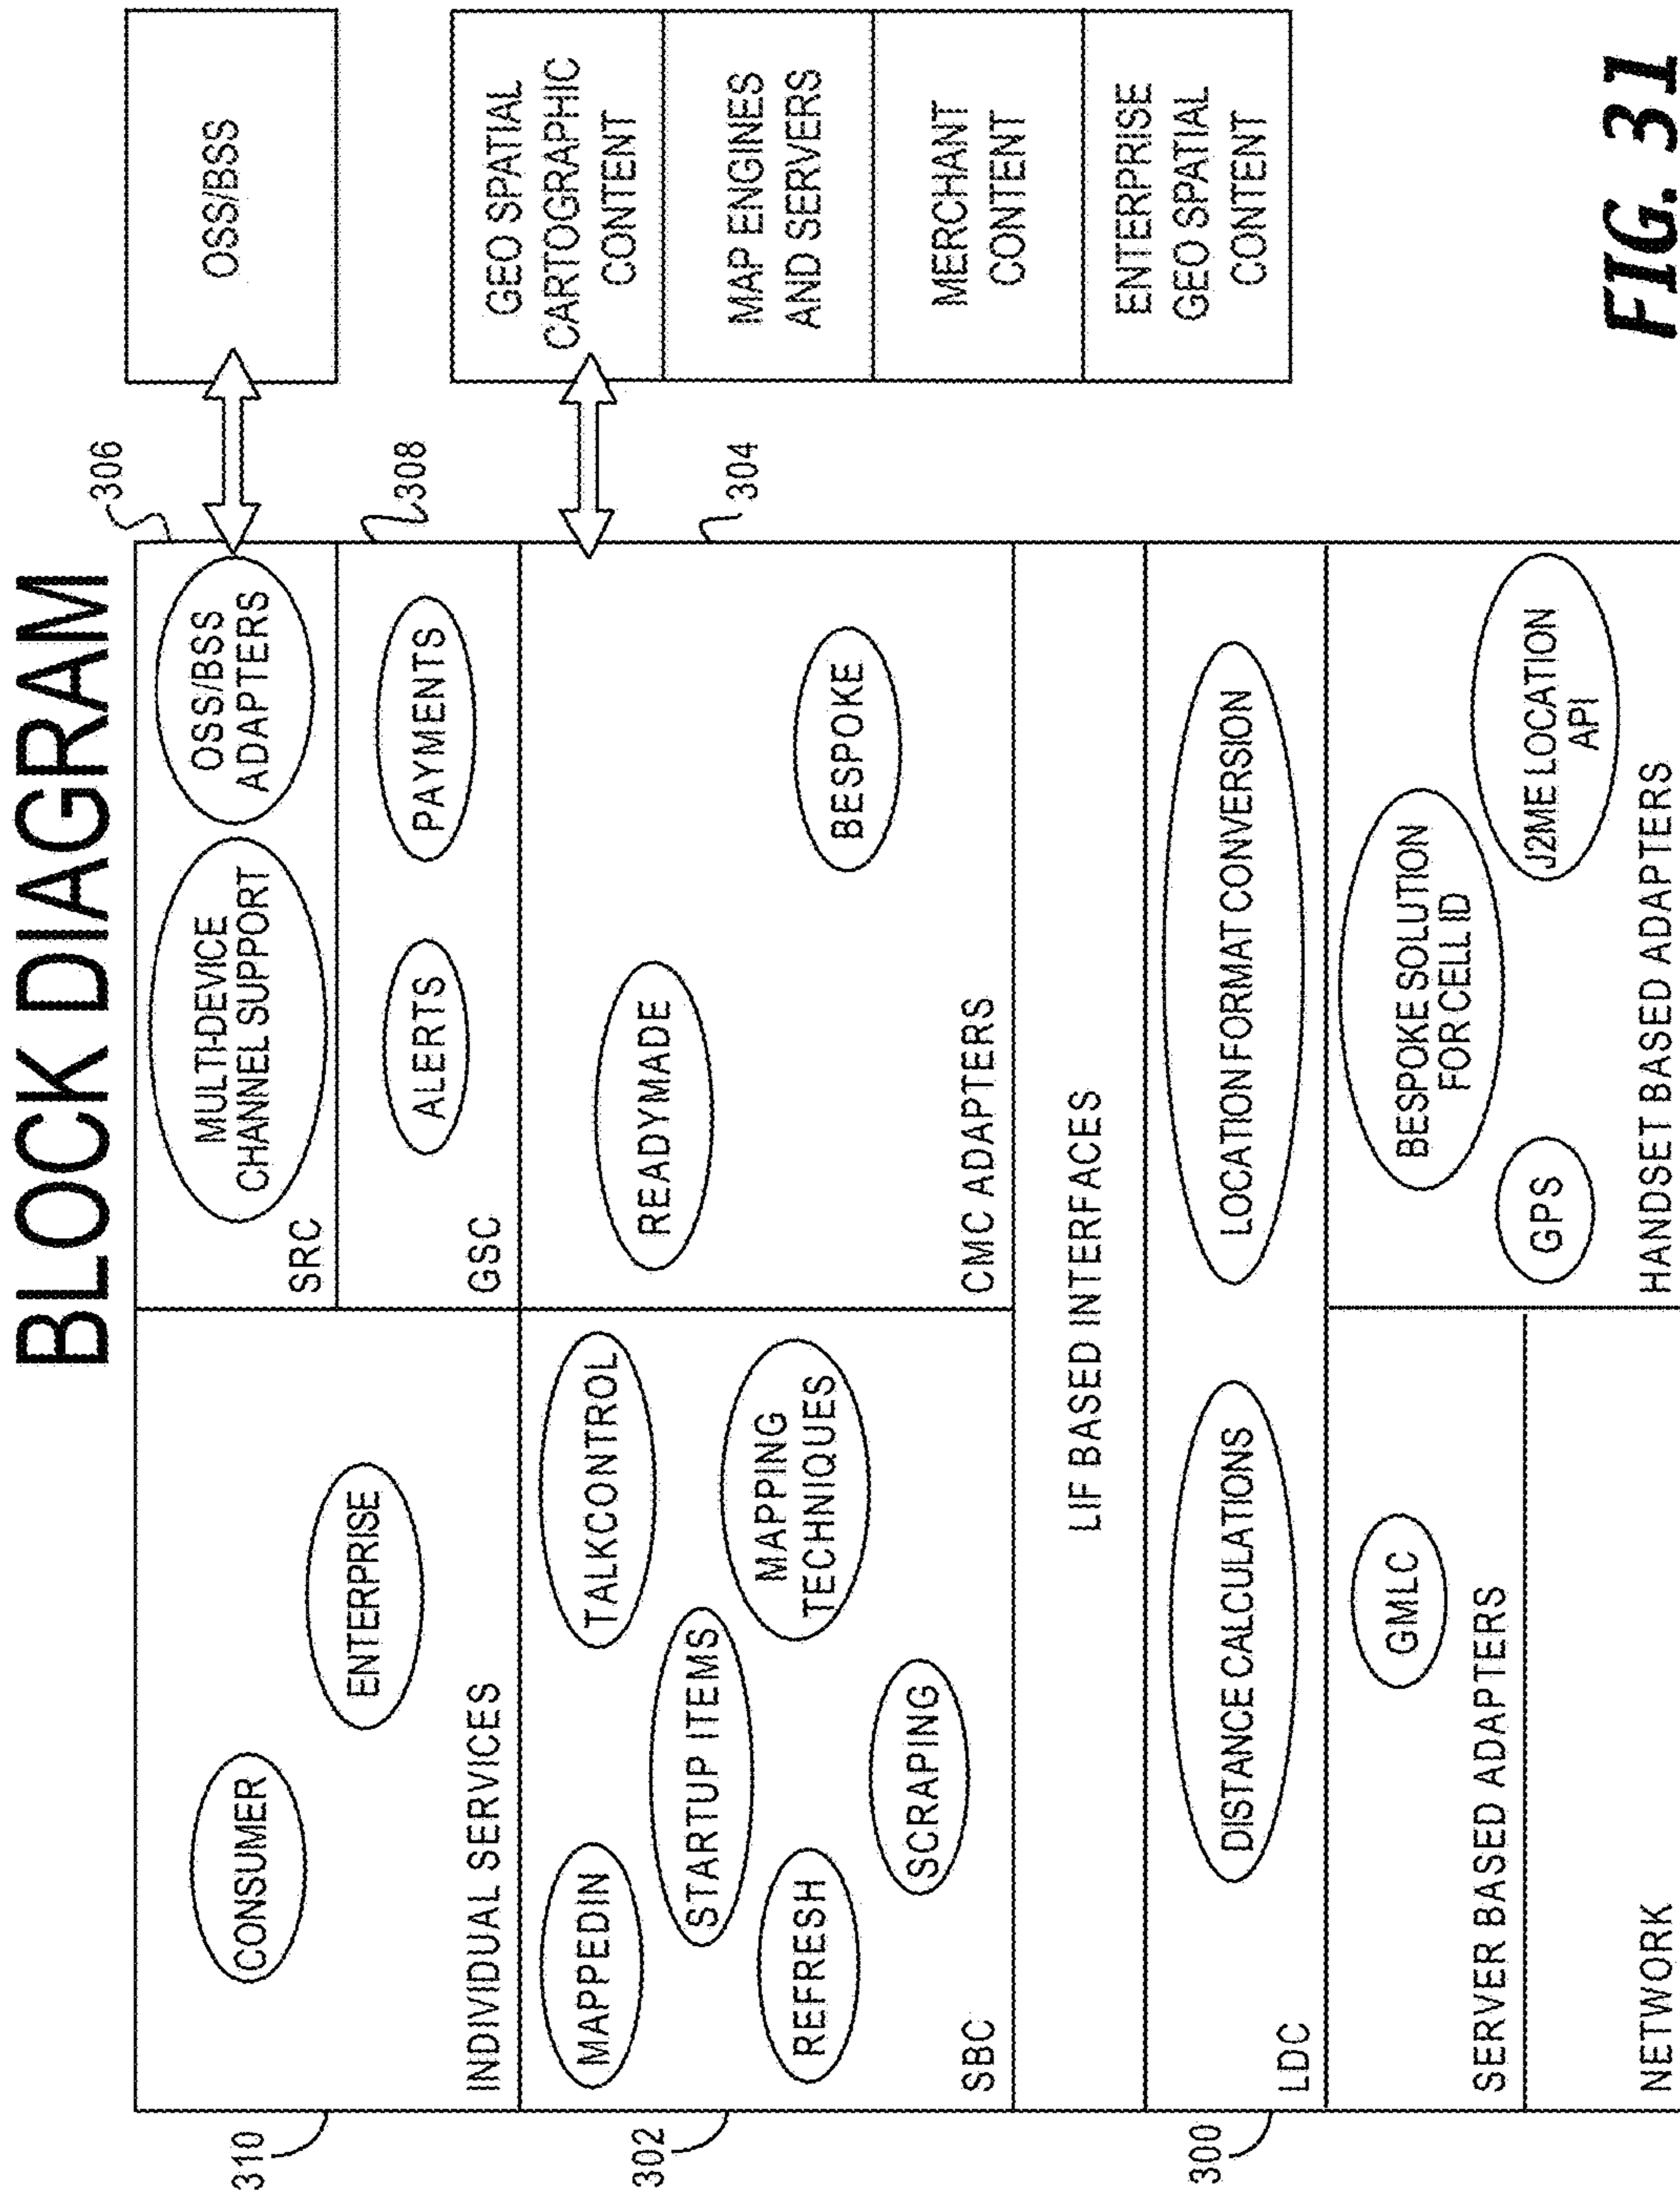 BLOCK DIAGRAM
310
CONSUMER
ENTERPRISE
INDIVIDUAL SERVICES
MULTI-DEVICE
CHANNEL SUPPORT
OSS/BSS
ADAPTERS
SRC
306
OSS/BSS
ALERTS
PAYMENTS
GSC
308
302
MAPPEDIN
TALKCONTROL
STARTUP ITEMS
MAPPING
TECHNIQUES
REFRESH
SCRAPING
SBC
READYMADE
BESPOKE
CMC ADAPTERS
304
GEO SPATIAL
CARTOGRAPHIC
CONTENT
MAP ENGINES
AND SERVERS
MERCHANT
CONTENT
ENTERPRISE
GEO SPATIAL
CONTENT
LIF BASED INTERFACES
300
DISTANCE CALCULATIONS
LOCATION FORMAT CONVERSION
LDC
GMLC
SERVER BASED ADAPTERS
NETWORK
BESPOKE SOLUTION
FOR CELL ID
GPS
J2ME LOCATION
API
HANDSET BASED ADAPTERS
FIG. 31